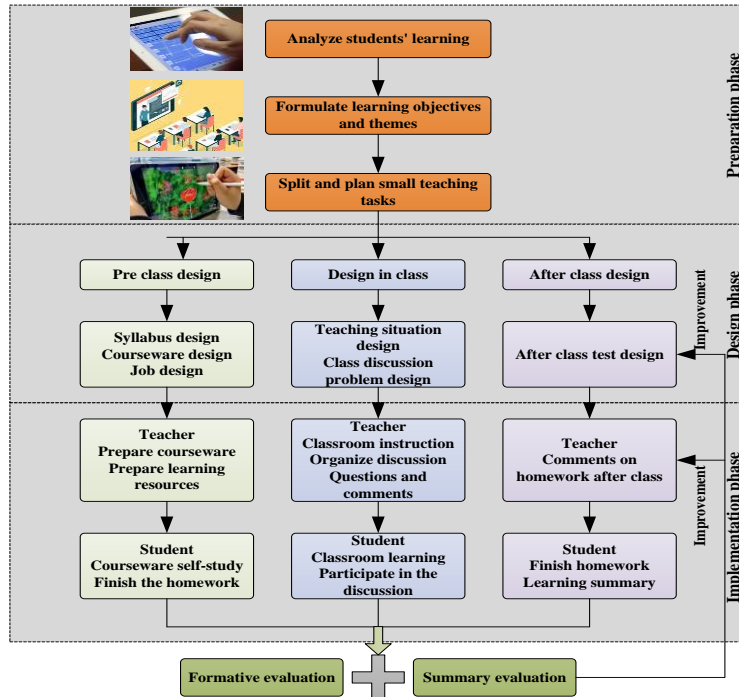 Analyze students' learning
Formulate learning objectives
and themes
Split and plan small teaching
tasks
Preparation phase
Pre class design
Design in class
After class design
Syllabus design
Courseware design
Job design
Teaching situation
design
Class discussion
problem design
After class test design
Improvement
Design phase
Teacher
Prepare courseware
Prepare learning
resources
Teacher
Classroom instruction
Organize discussion
Questions and
comments
Teacher
Comments on
homework after class
Student
Courseware self-study
Finish the homework
Student
Classroom learning
Participate in the
discussion
Student
Finish homework
Learning summary
Improvement
Implementation phase
Formative evaluation
Summary evaluation